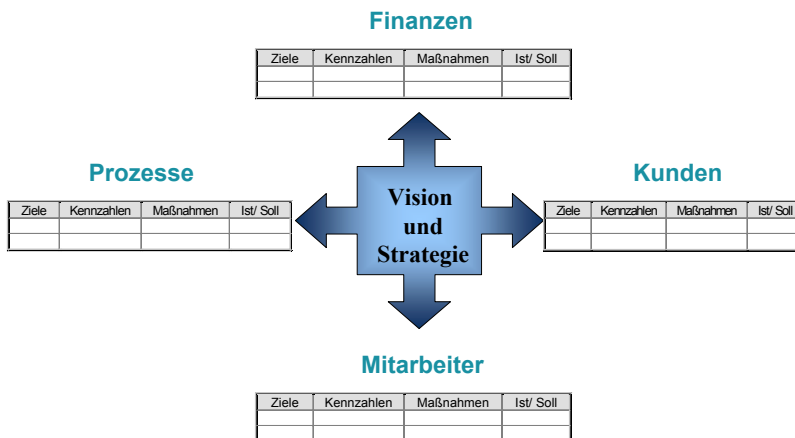 Finanzen
Ziele Kennzahlen Maßnahmen Ist/ Soll
Prozesse
Ziele Kennzahlen Maßnahmen Ist/ Soll
Vision
und
Strategie
Kunden
Ziele Kennzahlen Maßnahmen Ist/ Soll
Mitarbeiter
Ziele Kennzahlen Maßnahmen Ist/ Soll